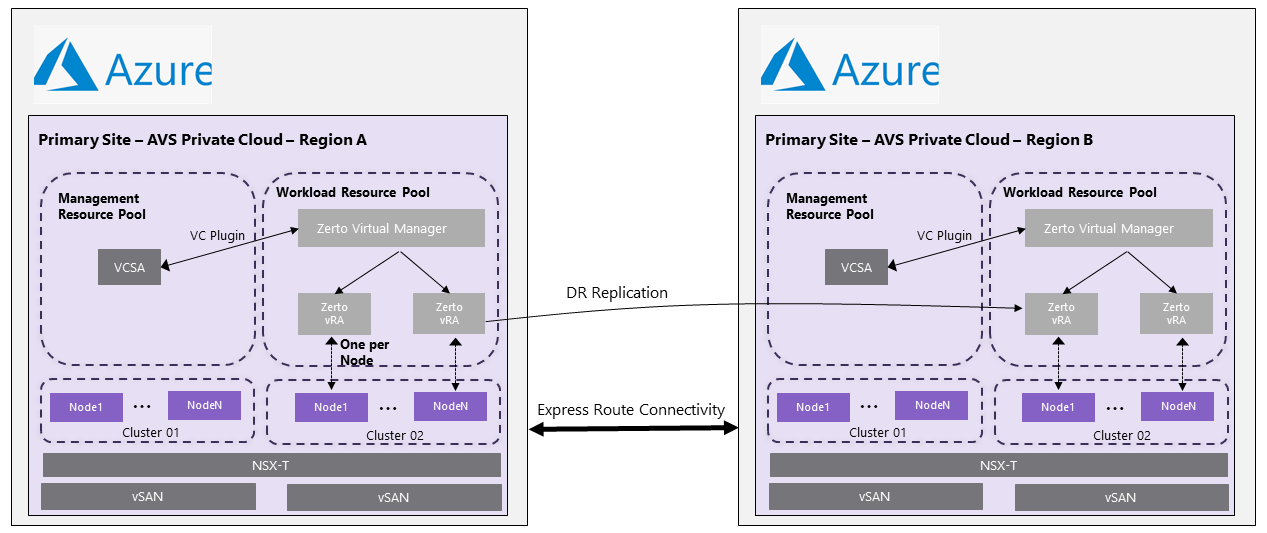 Azure
Primary Site – AVS Private Cloud – Region A
Management
Resource Pool
Workload Resource Pool
Zerto Virtual Manager
VC Plugin
VCSA
Zerto
vRA
Zerto
vRA
One per
Node
Node1
...
NodeN
Cluster 01
Node1
...
NodeN
Cluster 02
NSX-T
vSAN
vSAN
DR Replication
Express Route Connectivity
Azure
Primary Site – AVS Private Cloud – Region B
Management
Resource Pool
Workload Resource Pool
Zerto Virtual Manager
VC Plugin
VCSA
Zerto
vRA
Zerto
vRA
Node1
...
NodeN
Cluster 01
Node1
...
NodeN
Cluster 02
NSX-T
vSAN
vSAN